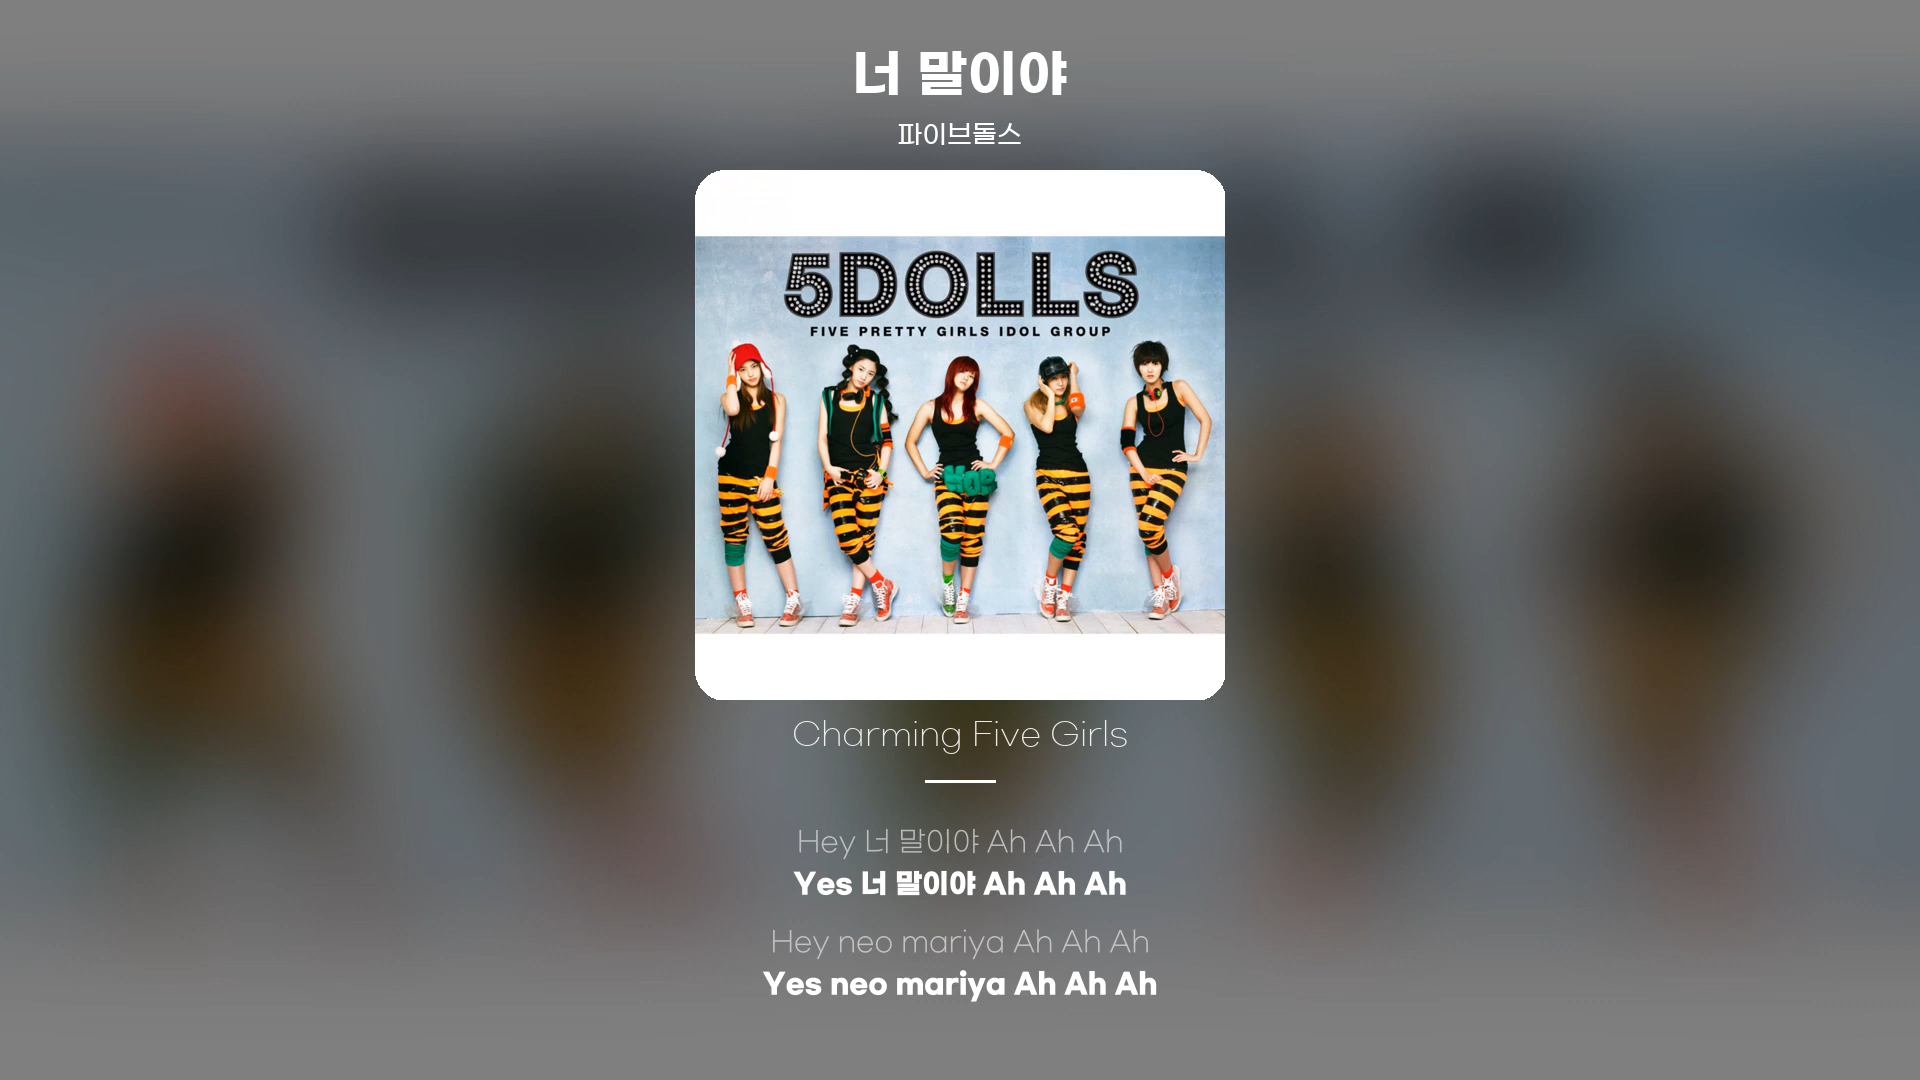 너 말이야
파이브돌스
5DOLLS
FIVE PRETTY GIRLS IDOL GROUP
Hoe
Charming Five Girls
Hey 너 말이야 Ah Ah Ah
Yes 너 말이야 Ah Ah Ah
Hey neo mariya Ah Ah Ah
Yes neo mariya Ah Ah Ah